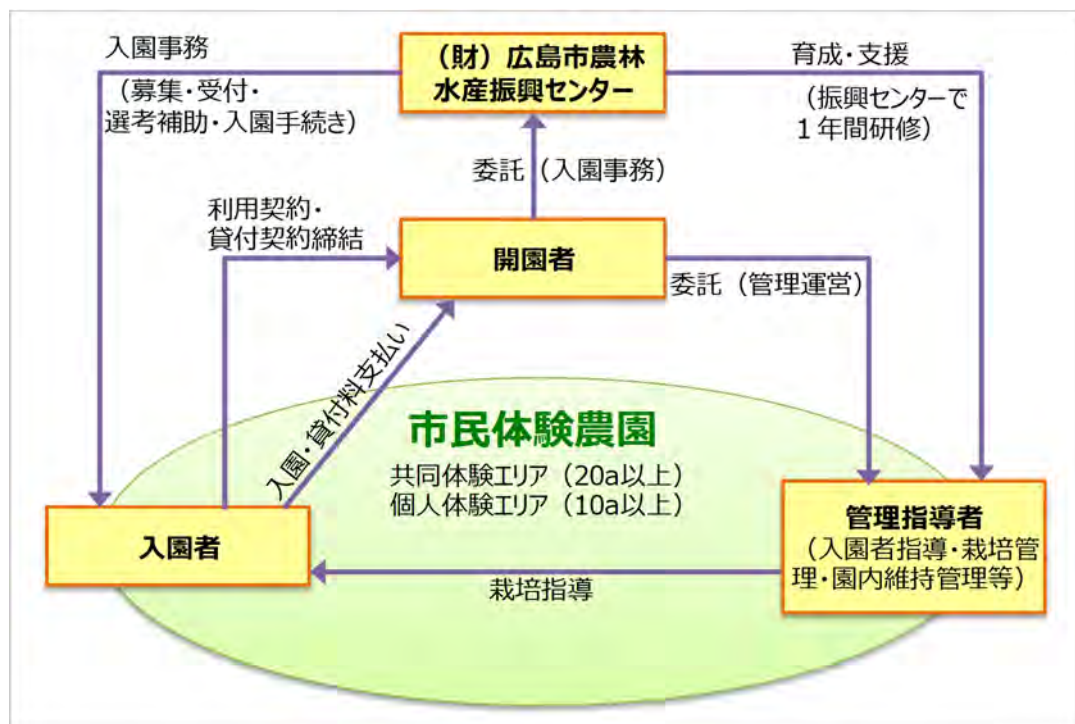 入園事務
（募集・受付・
選考補助・入園手続き）
（財）広島市農林
水産振興センター
育成・支援
（振興センターで
１年間研修）
委託（入園事務）
利用契約・
貸付契約締結
開園者
委託（管理運営）
入園・貸付料支払い
市民体験農園
共同体験エリア（20a以上）
個人体験エリア（10a以上）
入園者
栽培指導
管理指導者
（入園者指導・栽培管
理・園内維持管理等）